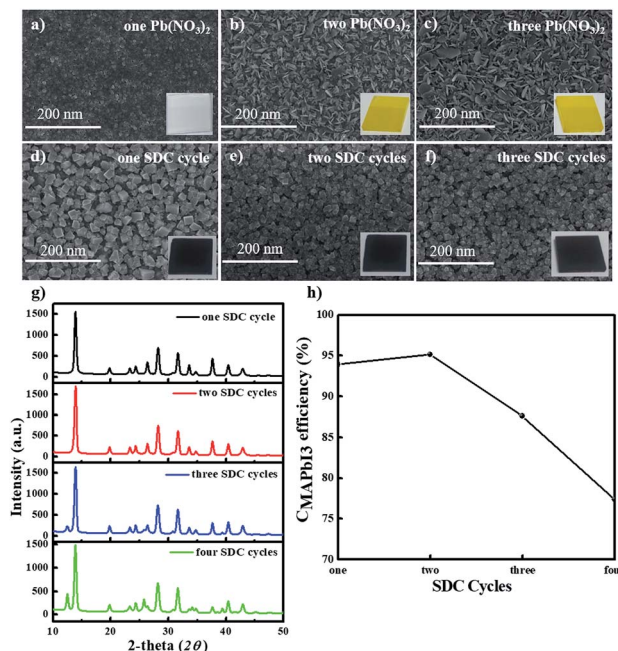 a) one Pb(NO₃)₂
b) two Pb(NO₃)₂
c) three Pb(NO₃)₂
200 nm
200 nm
200 nm
d) one SDC cycle
e) two SDC cycles
f) three SDC cycles
200 nm
200 nm
200 nm
g)
Intensity (a.u.)
1500
1000
500
0
one SDC cycle
1500
1000
500
0
two SDC cycles
1500
1000
500
0
three SDC cycles
1500
1000
500
0
four SDC cycles
10 20 30 40 50
2-theta (2θ)
h)
CMAPbI3 efficiency (%)
100
95
90
85
80
75
70
one two three four
SDC Cycles